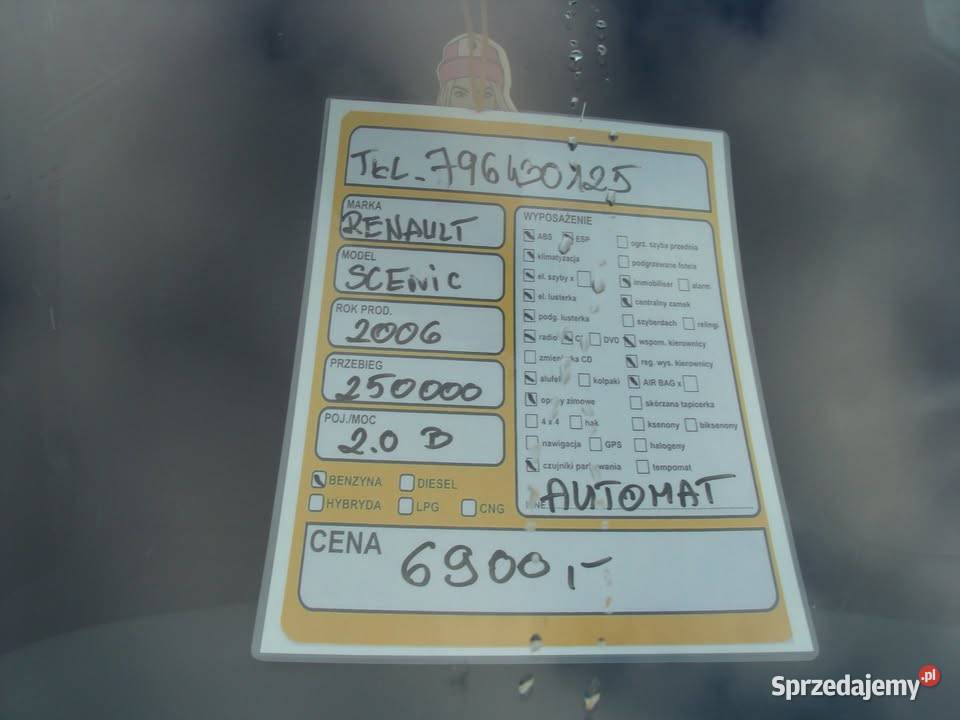 TEL. 796430125
MARKA
RENAULT
MODEL
SCENIC
ROK PROD.
2006
PRZEBIEG
250000
POJ./MOC
2.0 B
BENZYNA DIESEL
HYBRYDA LPG CNG
WYPOSAŻENIE
ABS ESP ogrz. szyba przednia
klimatyzacja podgrzewane fotele
el. szyby x immobiliser alarm
el. lusterka centralny zamek
podg. lusterka szyberdach relingi
radio DVD wspom. kierownicy
CD reg. wys. kierownicy
kołpaki AIR BAG x
zimowe skórzana tapicerka
4 x 4 hak ksenony biksenony
nawigacja GPS halogeny
czujniki parkowania tempomat
INNE: AUTOMAT
CENA 6900,-
Sprzedajemy.pl